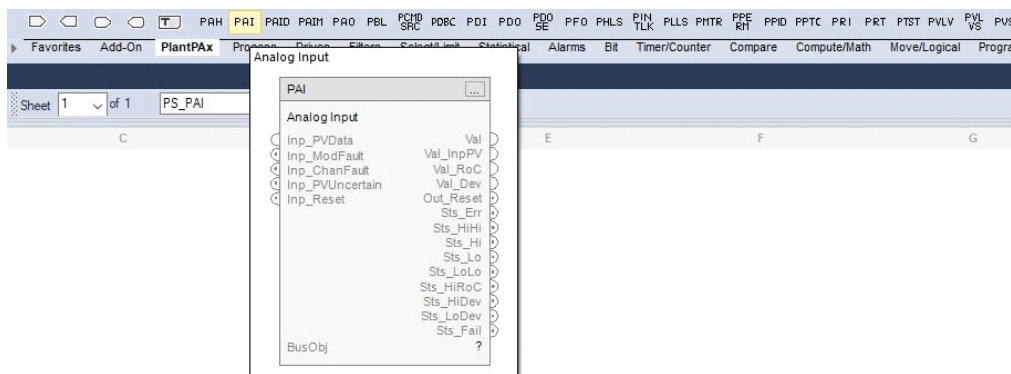 PAH PAI PAID PAIM PAO PBL PCMD SRC PDBC PDI PDO PDO SE PFO PHLS PIN TLK PLLS PMTR PPE RM PPID PPTC PRI PRT PTST PVLV PVL VS PVS
Favorites Add-On PlantPAx Process Drives Filters Select/Limit Statistical Alarms Bit Timer/Counter Compare Compute/Math Move/Logical Progra
Analog Input
PAI ...
Sheet 1 of 1 PS_PAI
Analog Input
C E F G
Inp_PVData Val
Inp_ModFault Val_InpPV
Inp_ChanFault Val_RoC
Inp_PVUncertain Val_Dev
Inp_Reset Out_Reset
Sts_Err
Sts_HiHi
Sts_Hi
Sts_Lo
Sts_LoLo
Sts_HiRoC
Sts_HiDev
Sts_LoDev
Sts_Fail
BusObj ?